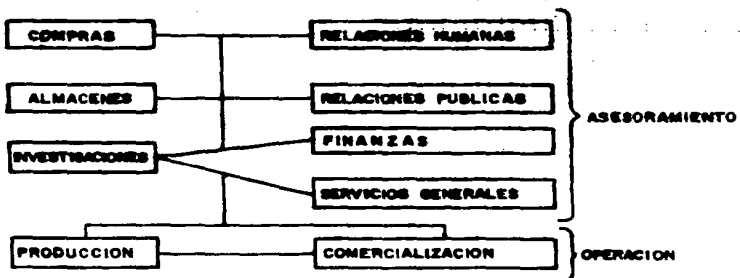 COMPRAS
RELACIONES HUMANAS
ALMACENES
RELACIONES PUBLICAS
ASESORAMIENTO
INVESTIGACIONES
FINANZAS
SERVICIOS GENERALES
PRODUCCION
COMERCIALIZACION
OPERACION